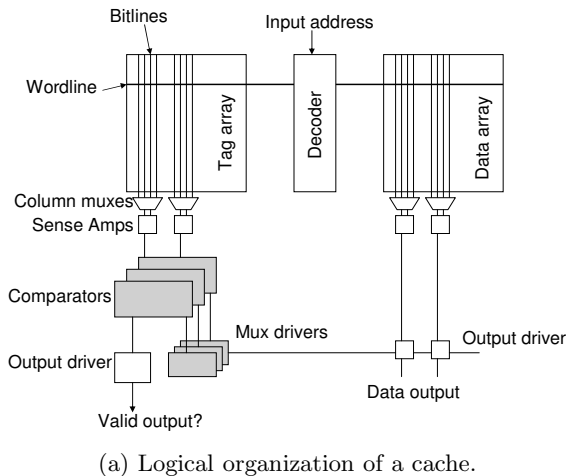 Bitlines
Input address
Wordline
Tag array
Decoder
Data array
Column muxes
Sense Amps
Comparators
Mux drivers
Output driver
Output driver
Data output
Valid output?
(a) Logical organization of a cache.